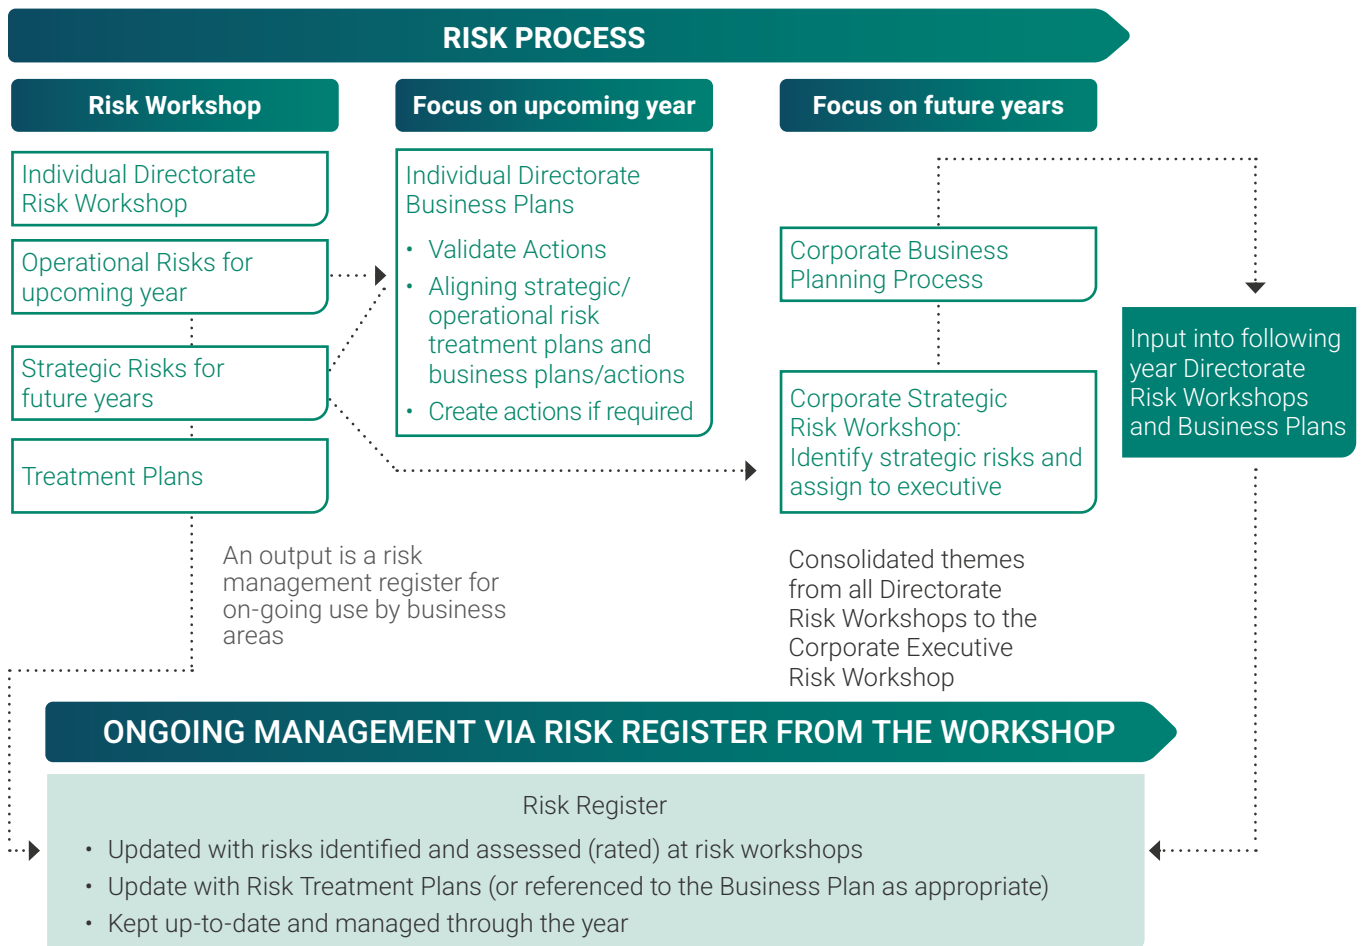 RISK PROCESS
Risk Workshop
Individual Directorate
Risk Workshop
Operational Risks for
upcoming year
Strategic Risks for
future years
Treatment Plans
An output is a risk
management register for
on-going use by business
areas
Focus on upcoming year
Individual Directorate
Business Plans
• Validate Actions
• Aligning strategic/
operational risk
treatment plans and
business plans/actions
• Create actions if required
Focus on future years
Corporate Business
Planning Process
Corporate Strategic
Risk Workshop:
Identify strategic risks and
assign to executive
Consolidated themes
from all Directorate
Risk Workshops to the
Corporate Executive
Risk Workshop
Input into following
year Directorate
Risk Workshops
and Business Plans
ONGOING MANAGEMENT VIA RISK REGISTER FROM THE WORKSHOP
Risk Register
• Updated with risks identified and assessed (rated) at risk workshops
• Update with Risk Treatment Plans (or referenced to the Business Plan as appropriate)
• Kept up-to-date and managed through the year